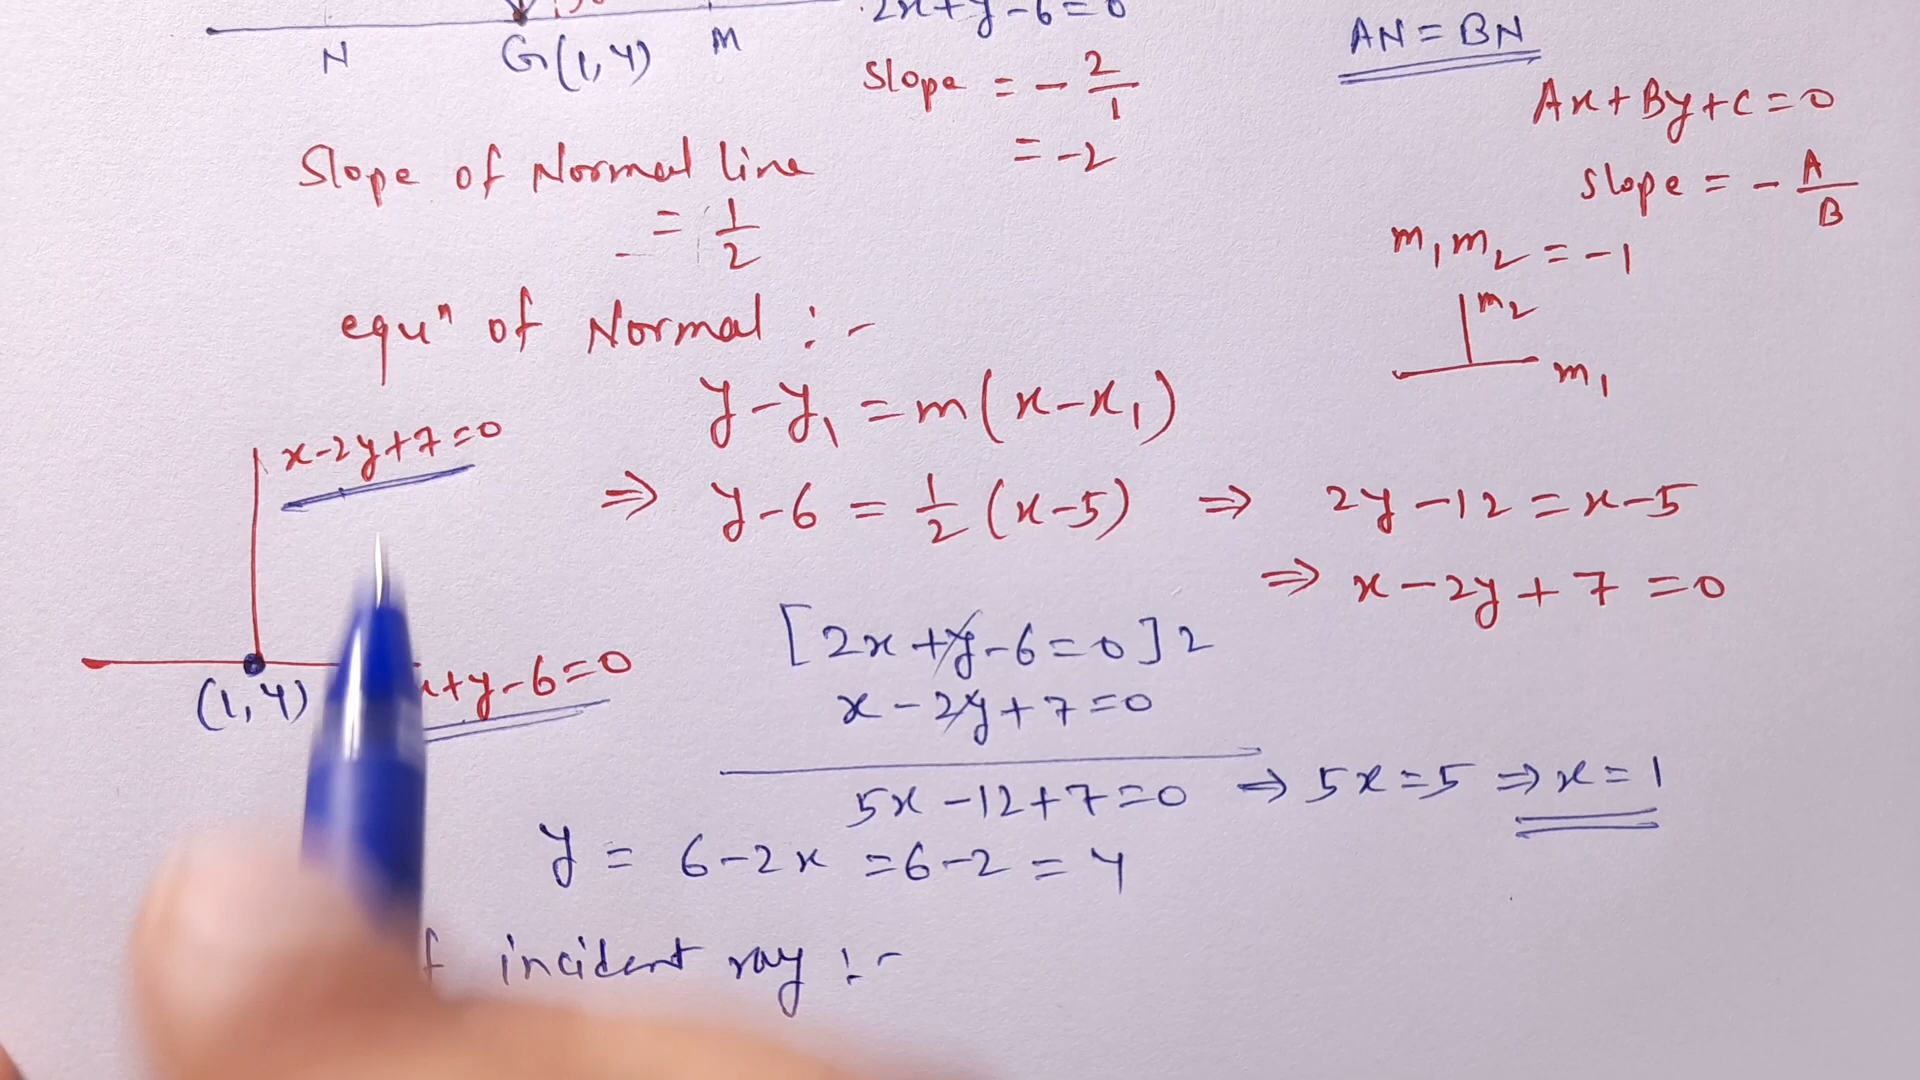 2x+y-6=0
N G(1,4) M
AN=BN
Slope = - 2/1
= -2
Ax+By+C=0
Slope = - A/B
m₁m₂ = -1
m₂
m₁
Slope of Normal line
= 1/2
equⁿ of Normal :-
y-y₁ = m(x-x₁)
x-2y+7=0
⇒ y-6 = 1/2 (x-5) ⇒ 2y-12 = x-5
⇒ x-2y+7=0
(1,4)
x+y-6=0
[2x+y-6=0]2
x-2y+7=0
5x-12+7=0 ⇒ 5x=5 ⇒ x=1
y = 6-2x = 6-2 = 4
incident ray :-